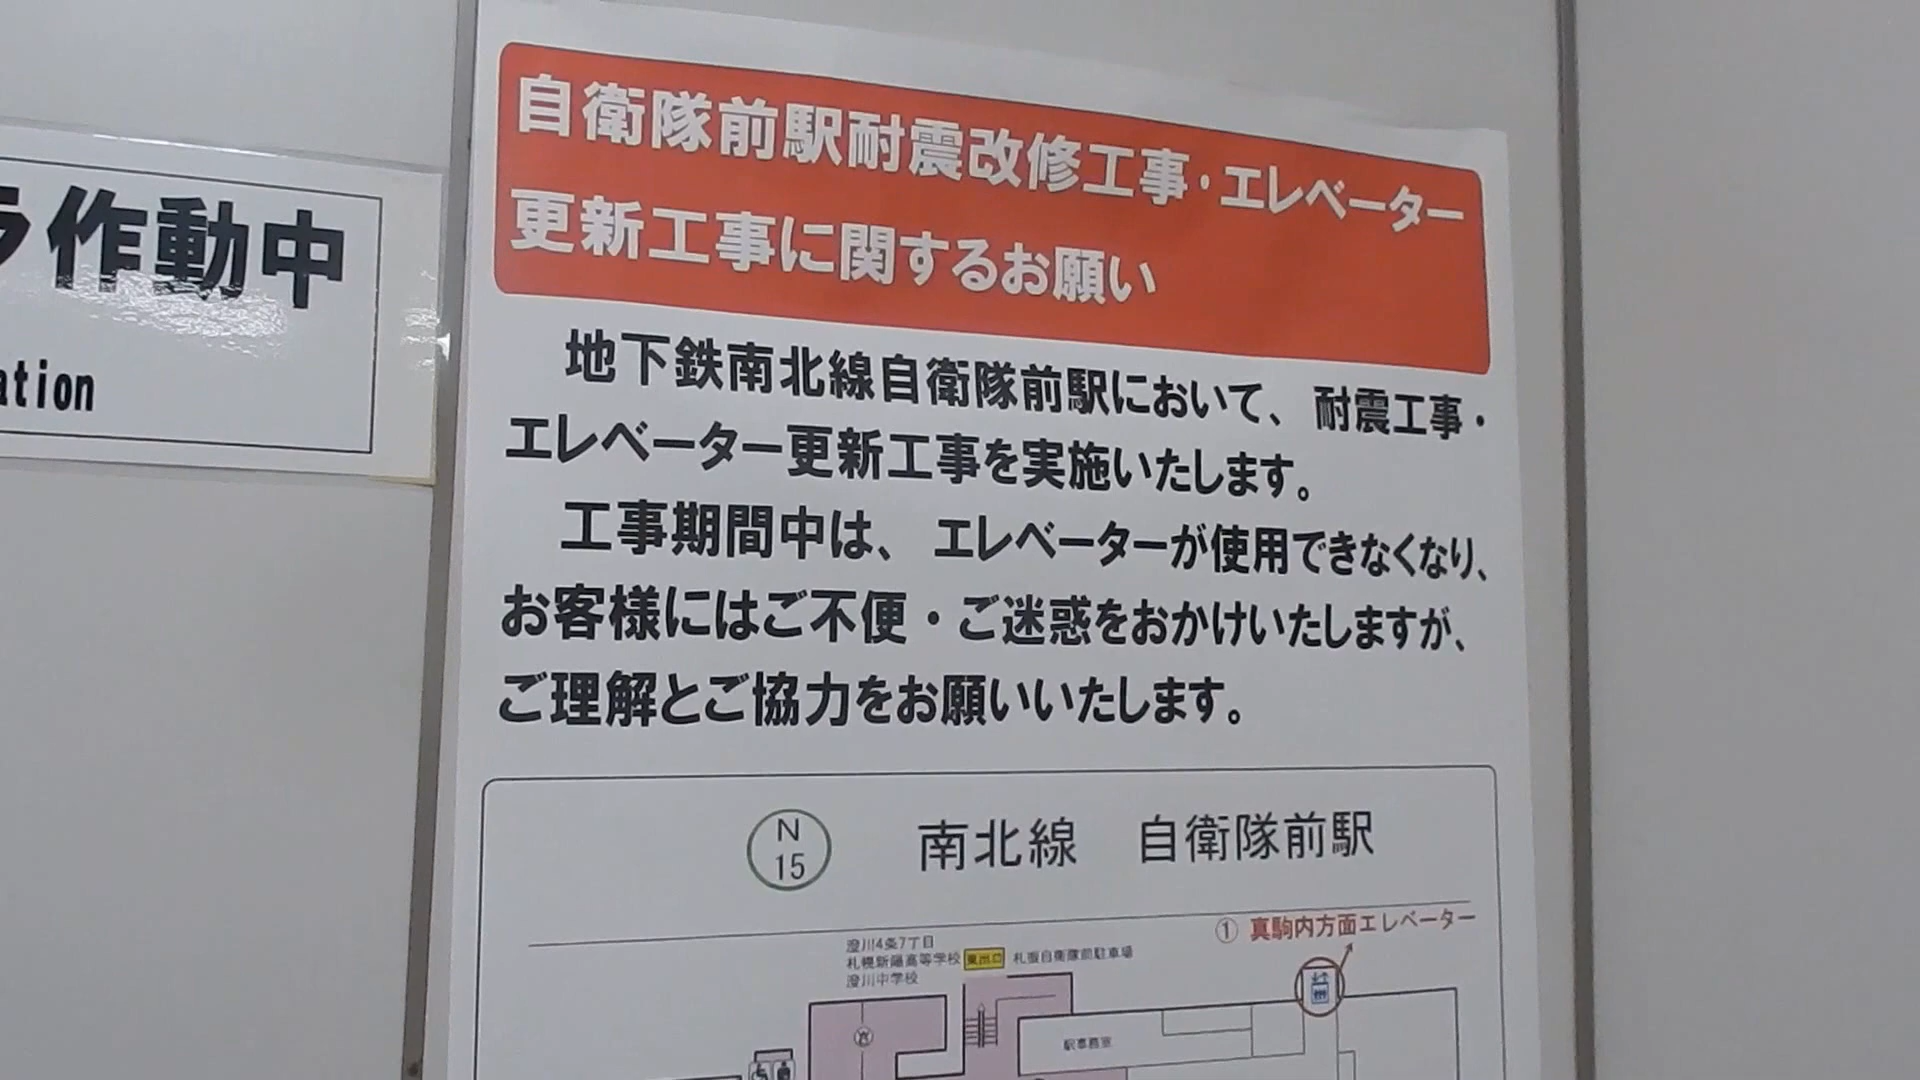 作動中
ation
自衛隊前駅耐震改修工事・エレベーター
更新工事に関するお願い
地下鉄南北線自衛隊前駅において、耐震工事・
エレベーター更新工事を実施いたします。
工事期間中は、エレベーターが使用できなくなり、
お客様にはご不便・ご迷惑をおかけいたしますが、
ご理解とご協力をお願いいたします。
N
15
南北線 自衛隊前駅
① 真駒内方面エレベーター
澄川4条7丁目
札幌新陽高等学校
澄川中学校
東出口
札阪自衛隊前駐車場
駅事務室